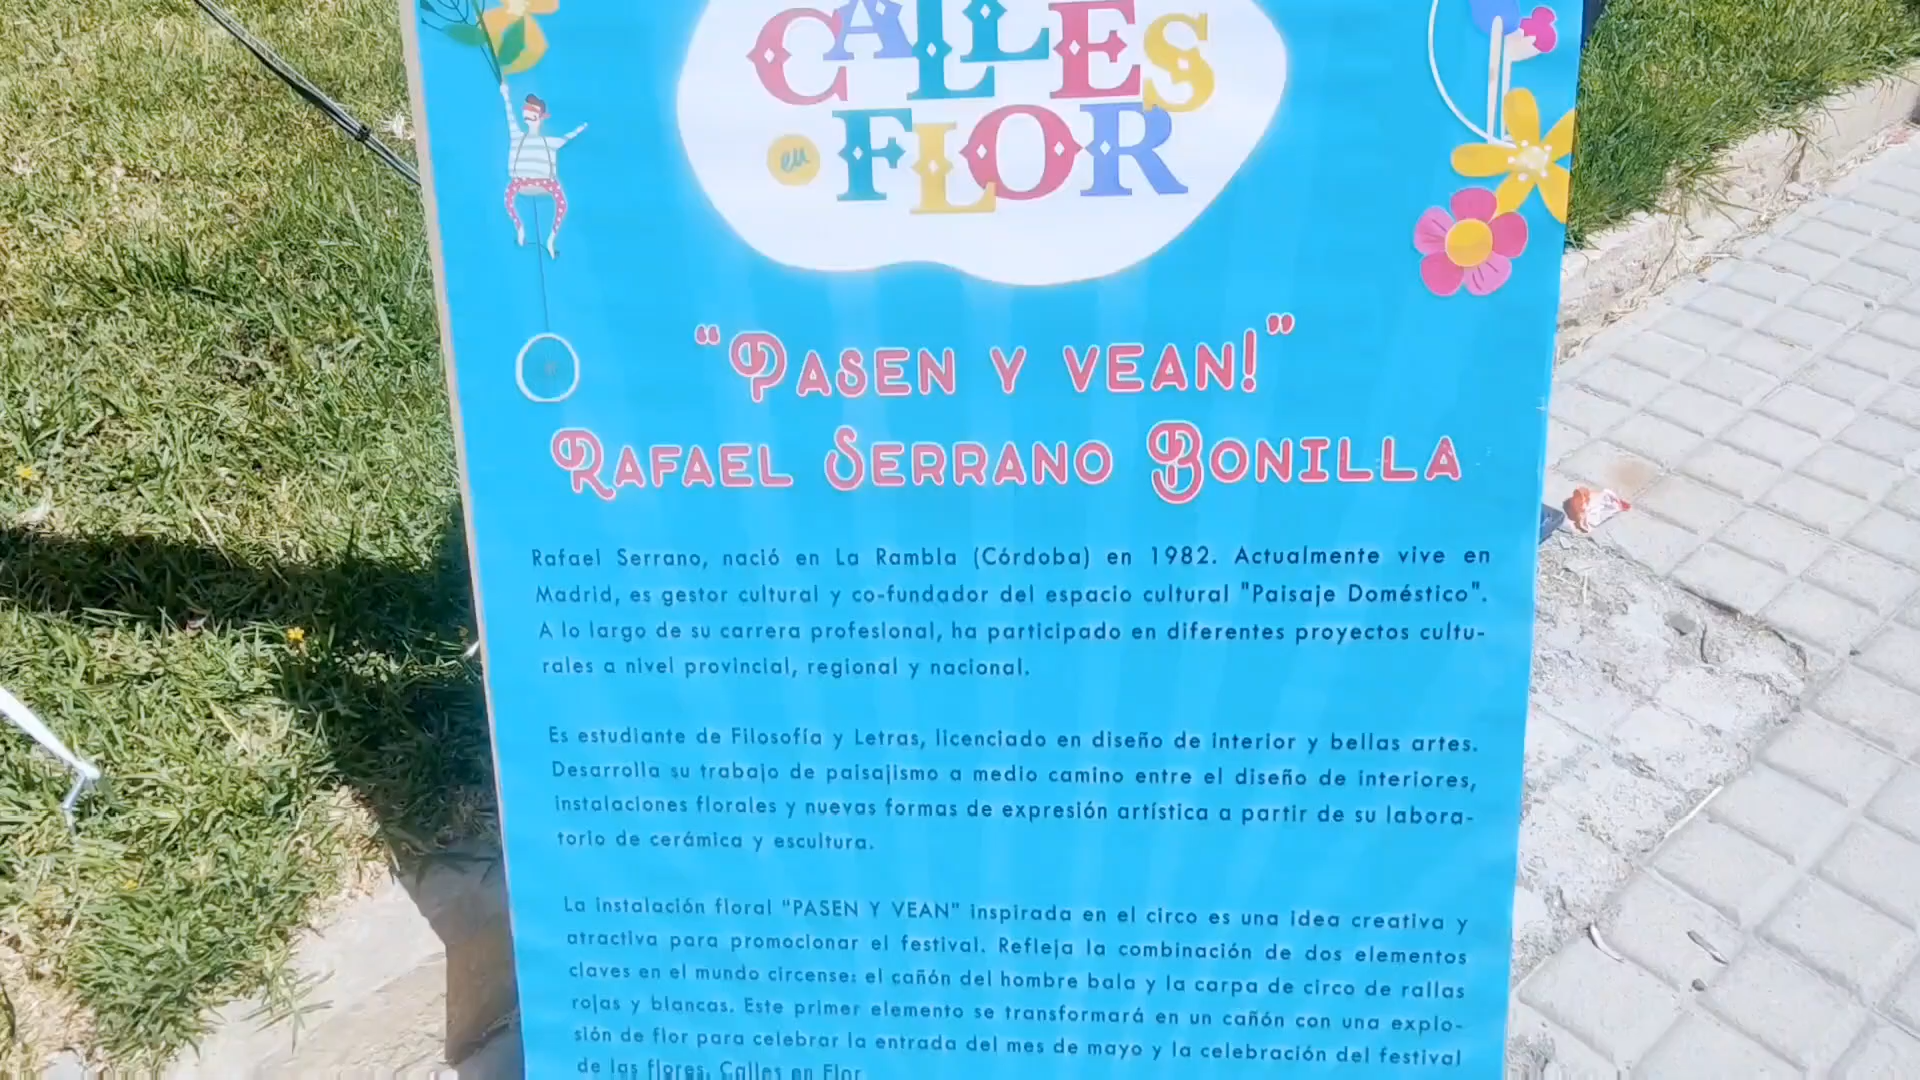 CALLES
en FLOR
“PASEN Y VEAN!”
RAFAEL SERRANO BONILLA
Rafael Serrano, nació en La Rambla (Córdoba) en 1982. Actualmente vive en
Madrid, es gestor cultural y co-fundador del espacio cultural "Paisaje Doméstico".
A lo largo de su carrera profesional, ha participado en diferentes proyectos cultu-
rales a nivel provincial, regional y nacional.
Es estudiante de Filosofía y Letras, licenciado en diseño de interior y bellas artes.
Desarrolla su trabajo de paisajismo a medio camino entre el diseño de interiores,
instalaciones florales y nuevas formas de expresión artística a partir de su labora-
torio de cerámica y escultura.
La instalación floral "PASEN Y VEAN" inspirada en el circo es una idea creativa y
atractiva para promocionar el festival. Refleja la combinación de dos elementos
claves en el mundo circense: el cañón del hombre bala y la carpa de circo de rallas
rojas y blancas. Este primer elemento se transformará en un cañón con una explo-
sión de flor para celebrar la entrada del mes de mayo y la celebración del festival
de las flores, Calles en Flor